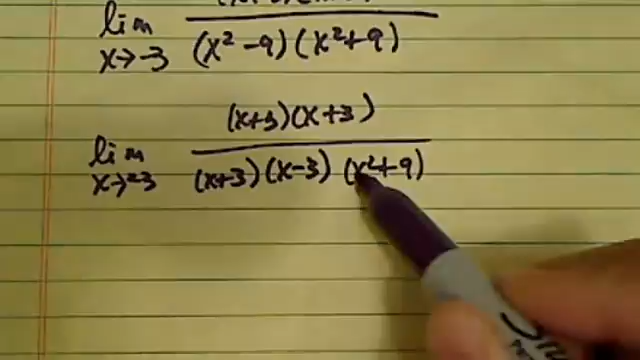 lim
x→-3
(x²-9)(x²+9)
(x+3)(x+3)
lim
x→-3
(x+3)(x-3)(x²+9)